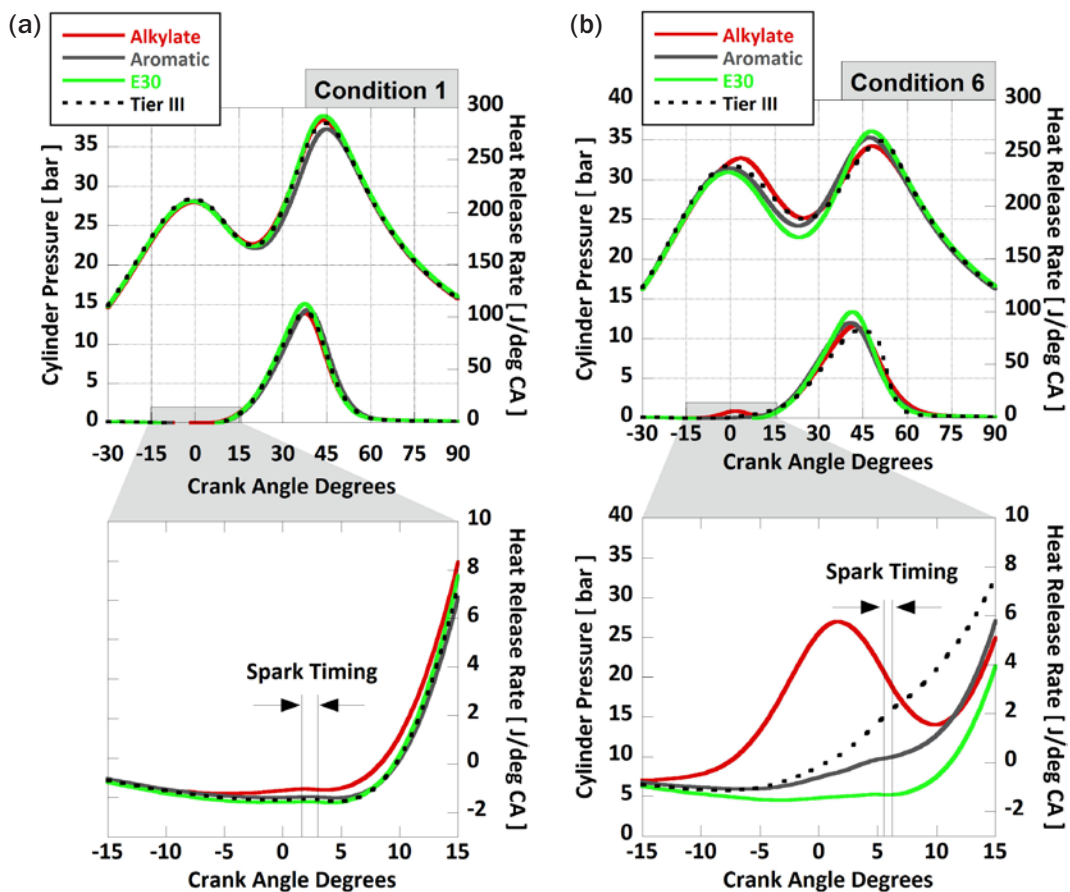 (a)
Alkylate
Aromatic
E30
Tier III
Condition 1
Cylinder Pressure [ bar ]
35
30
25
20
15
10
5
0
300
250
200
150
100
50
0
Heat Release Rate [ J/deg CA ]
-30 -15 0 15 30 45 60 75 90
Crank Angle Degrees
Spark Timing
10
8
6
4
2
0
-2
Heat Release Rate [ J/deg CA ]
-15 -10 -5 0 5 10 15
Crank Angle Degrees
(b)
Alkylate
Aromatic
E30
Tier III
Condition 6
Cylinder Pressure [ bar ]
40
35
30
25
20
15
10
5
0
300
250
200
150
100
50
0
Heat Release Rate [ J/deg CA ]
-30 -15 0 15 30 45 60 75 90
Crank Angle Degrees
Spark Timing
Cylinder Pressure [ bar ]
40
35
30
25
20
15
10
5
0
10
8
6
4
2
0
-2
Heat Release Rate [ J/deg CA ]
-15 -10 -5 0 5 10 15
Crank Angle Degrees